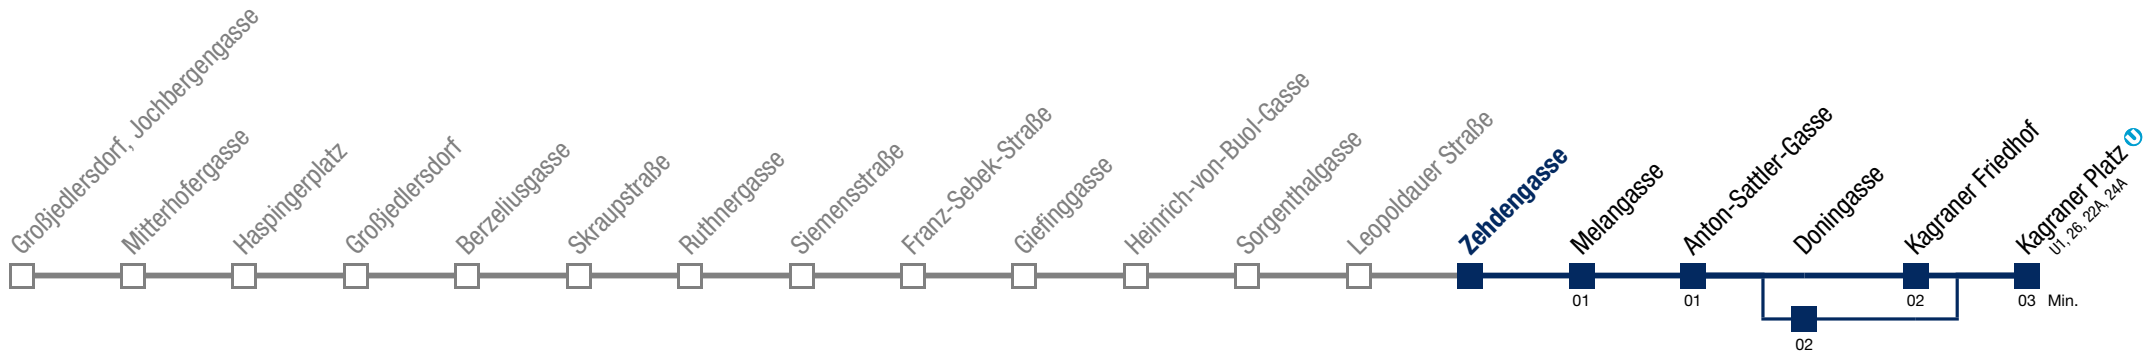 Großjedlersdorf, Jochbergengasse
Mitterhofergasse
Haspingerplatz
Großjedlersdorf
Berzeliusgasse
Skraupstraße
Ruthnergasse
Siemensstraße
Franz-Sebek-Straße
Giefinggasse
Heinrich-von-Buol-Gasse
Sorgenthalgasse
Leopoldauer Straße
Zehdengasse
Melangasse
Anton-Sattler-Gasse
Doningasse
Kagraner Friedhof
Kagraner Platz U
U1, 26, 22A, 24A
01
01
02
03 Min.
02